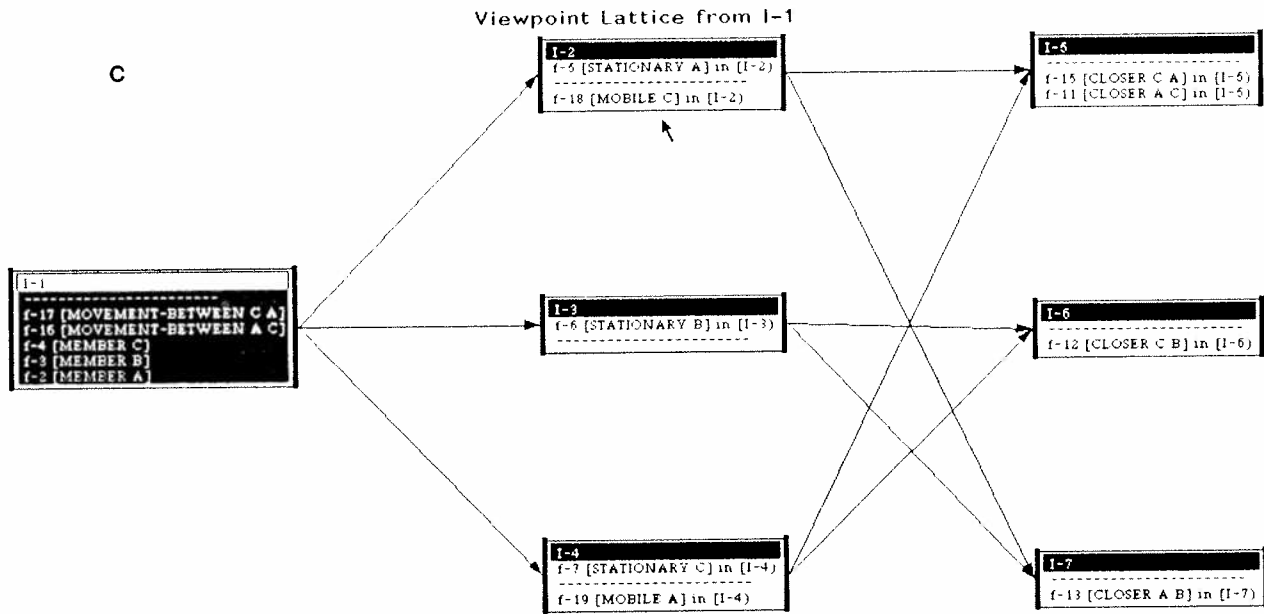 Viewpoint Lattice from I-1
C
I-2
f-5 [STATIONARY A] in [I-2)
f-18 [MOBILE C] in [I-2)
I-5
f-15 [CLOSER C A] in [I-5)
f-11 [CLOSER A C] in [I-5)
I-1
f-17 [MOVEMENT-BETWEEN C A]
f-16 [MOVEMENT-BETWEEN A C]
f-4 [MEMBER C]
f-3 [MEMBER B]
f-2 [MEMBER A]
I-3
f-6 [STATIONARY B] in [I-3)
I-6
f-12 [CLOSER C B] in [I-6)
I-4
f-7 [STATIONARY C] in [I-4)
f-19 [MOBILE A] in [I-4)
I-7
f-13 [CLOSER A B] in [I-7)